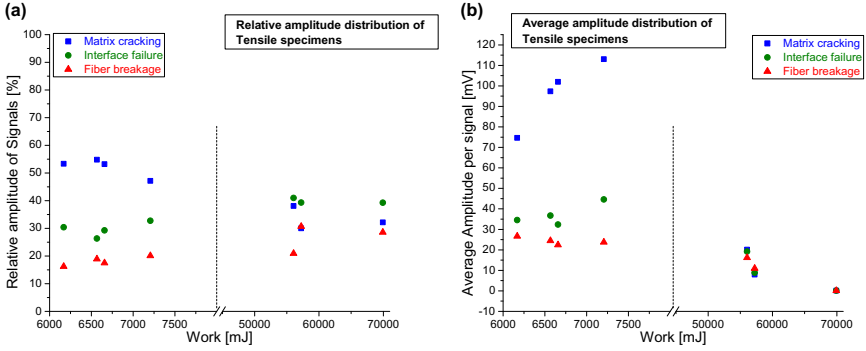 (a)
Relative amplitude distribution of
Tensile specimens
Matrix cracking
Interface failure
Fiber breakage
100
90
80
70
60
50
40
30
20
10
0
Relative amplitude of Signals [%]
6000 6500 7000 7500 50000 60000 70000
Work [mJ]
(b)
Average amplitude distribution of
Tensile specimens
Matrix cracking
Interface failure
Fiber breakage
120
110
100
90
80
70
60
50
40
30
20
10
0
-10
Average Amplitude per signal [mV]
6000 6500 7000 7500 50000 60000 70000
Work [mJ]